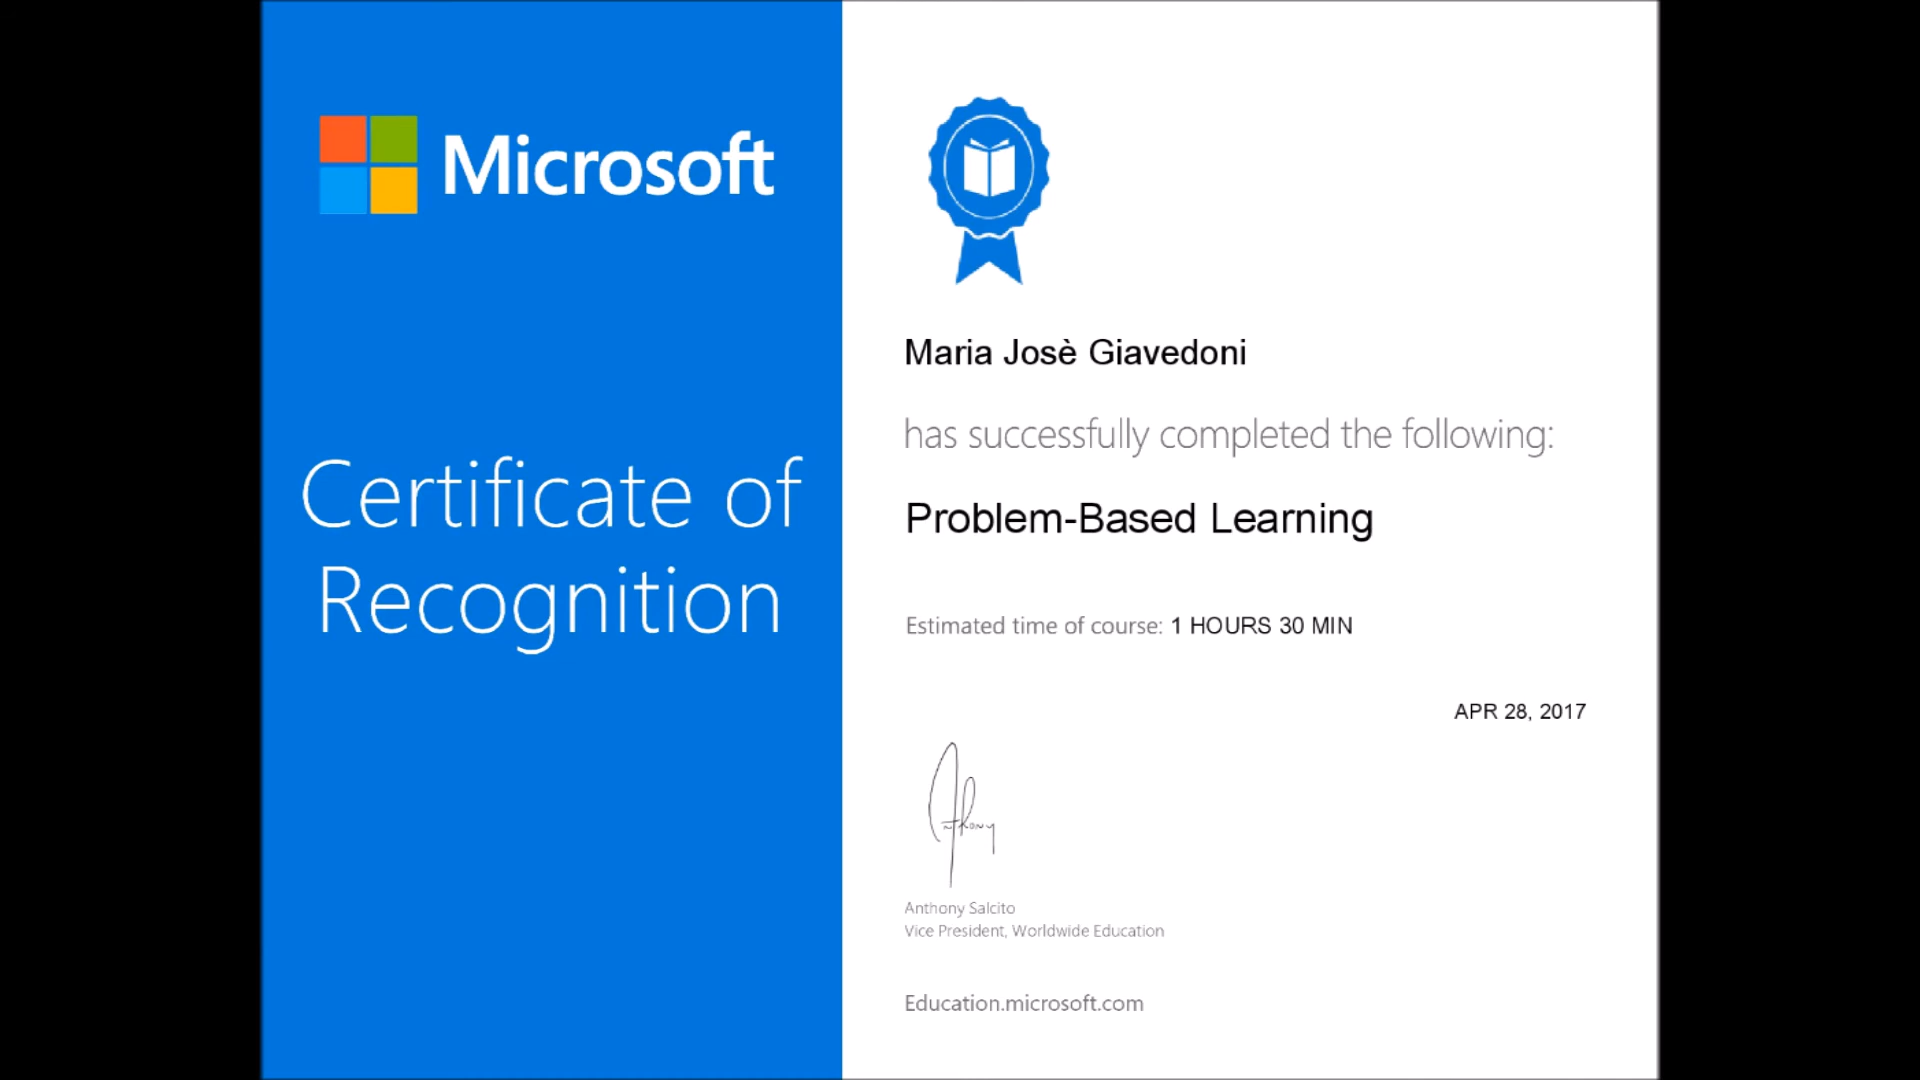 Microsoft
Certificate of
Recognition
Maria Josè Giavedoni
has successfully completed the following:
Problem-Based Learning
Estimated time of course: 1 HOURS 30 MIN
APR 28, 2017
Anthony
Anthony Salcito
Vice President, Worldwide Education
Education.microsoft.com